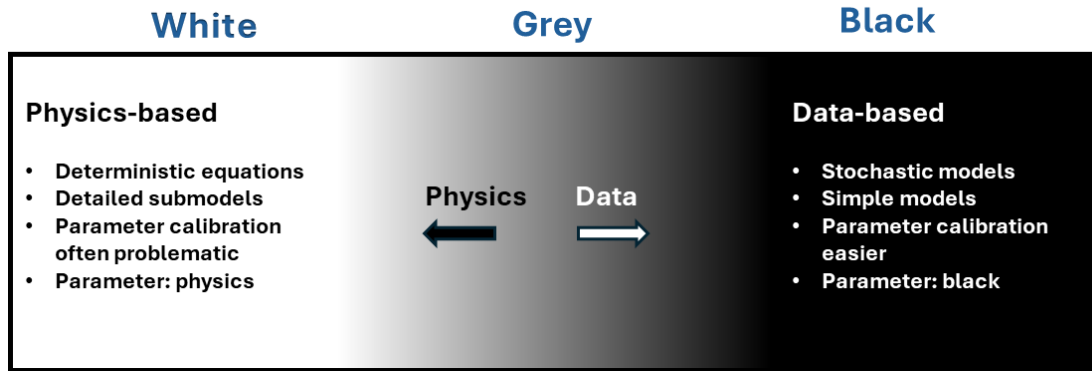 White
Grey
Black
Physics-based
• Deterministic equations
• Detailed submodels
• Parameter calibration
often problematic
• Parameter: physics
Physics
Data
Data-based
• Stochastic models
• Simple models
• Parameter calibration
easier
• Parameter: black